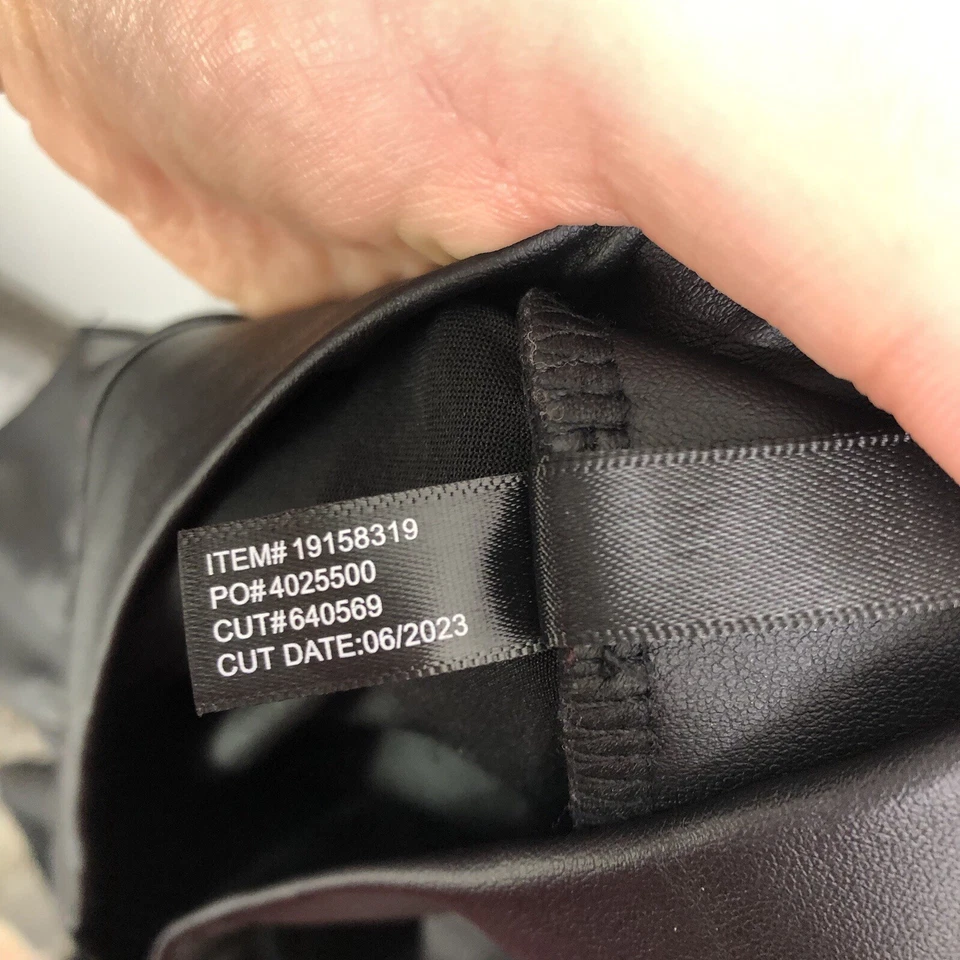 ITEM# 19158319
PO#4025500
CUT#640569
CUT DATE:06/2023